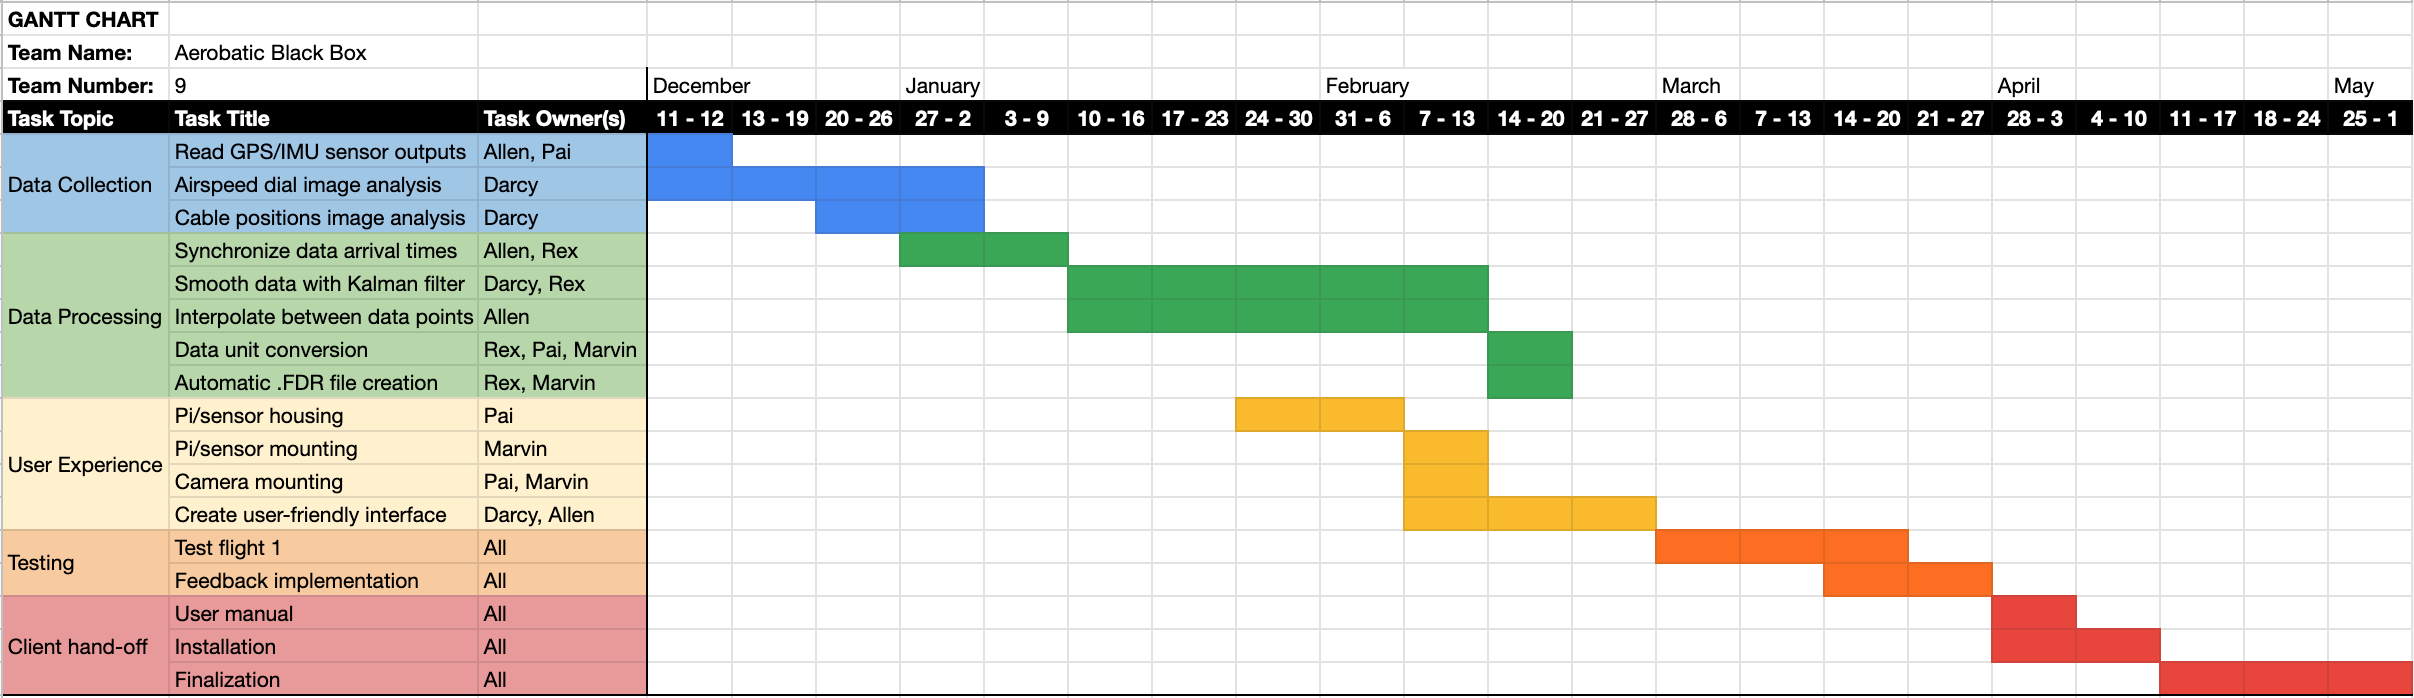 GANTT CHART
Team Name: Aerobatic Black Box
Team Number: 9 December January February March April May
Task Topic Task Title Task Owner(s) 11 - 12 13 - 19 20 - 26 27 - 2 3 - 9 10 - 16 17 - 23 24 - 30 31 - 6 7 - 13 14 - 20 21 - 27 28 - 6 7 - 13 14 - 20 21 - 27 28 - 3 4 - 10 11 - 17 18 - 24 25 - 1
Read GPS/IMU sensor outputs Allen, Pai
Data Collection Airspeed dial image analysis Darcy
Cable positions image analysis Darcy
Synchronize data arrival times Allen, Rex
Smooth data with Kalman filter Darcy, Rex
Data Processing Interpolate between data points Allen
Data unit conversion Rex, Pai, Marvin
Automatic .FDR file creation Rex, Marvin
Pi/sensor housing Pai
Pi/sensor mounting Marvin
User Experience
Camera mounting Pai, Marvin
Create user-friendly interface Darcy, Allen
Test flight 1 All
Testing
Feedback implementation All
User manual All
Client hand-off Installation All
Finalization All